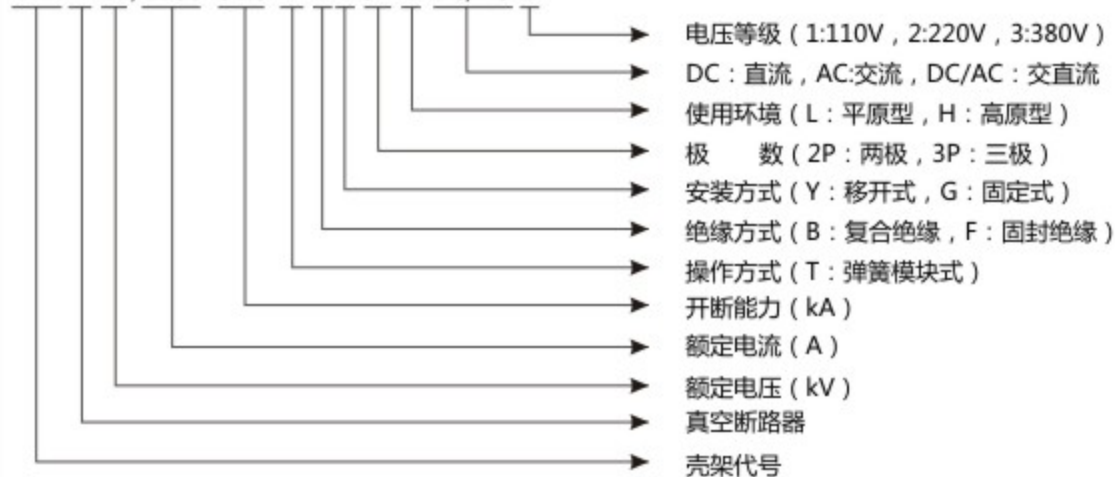 电压等级（1:110V，2:220V，3:380V）
DC：直流，AC:交流，DC/AC：交直流
使用环境（L：平原型，H：高原型）
极　　数（2P：两极，3P：三极）
安装方式（Y：移开式，G：固定式）
绝缘方式（B：复合绝缘，F：固封绝缘）
操作方式（T：弹簧模块式）
开断能力（kA）
额定电流（A）
额定电压（kV）
真空断路器
壳架代号